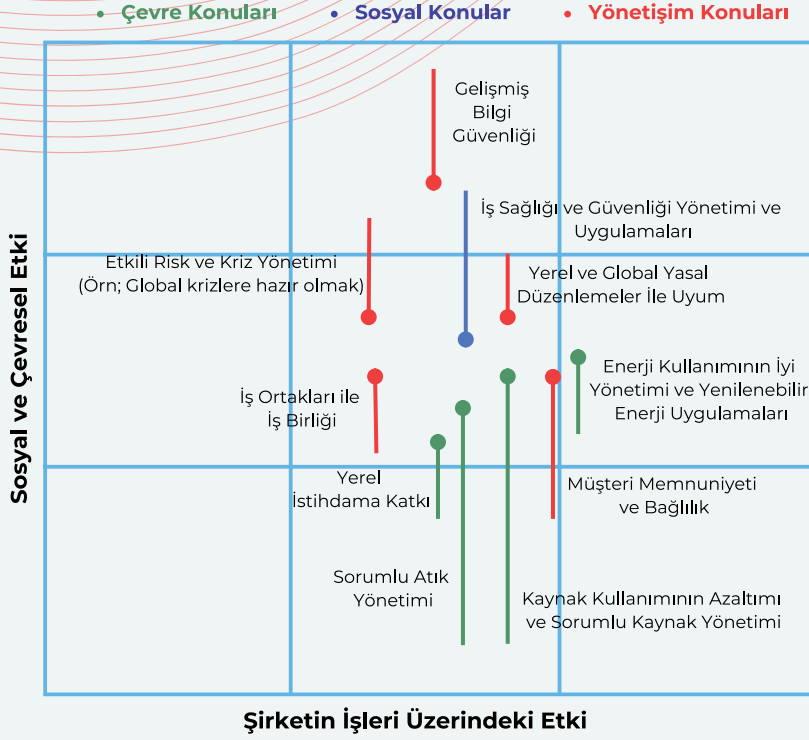 • Çevre Konuları • Sosyal Konular • Yönetişim Konuları
Gelişmiş
Bilgi
Güvenliği
İş Sağlığı ve Güvenliği Yönetimi ve
Uygulamaları
Etkili Risk ve Kriz Yönetimi
(Örn; Global krizlere hazır olmak)
Yerel ve Global Yasal
Düzenlemeler İle Uyum
Enerji Kullanımının İyi
Yönetimi ve Yenilenebilir
Enerji Uygulamaları
İş Ortakları ile
İş Birliği
Yerel
İstihdama Katkı
Müşteri Memnuniyeti
ve Bağlılık
Sorumlu Atık
Yönetimi
Kaynak Kullanımının Azaltımı
ve Sorumlu Kaynak Yönetimi
Sosyal ve Çevresel Etki
Şirketin İşleri Üzerindeki Etki